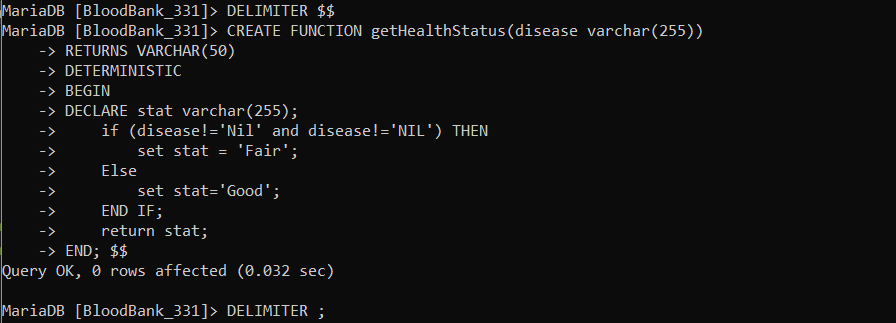 MariaDB [BloodBank_331]> DELIMITER $$
MariaDB [BloodBank_331]> CREATE FUNCTION getHealthStatus(disease varchar(255))
    -> RETURNS VARCHAR(50)
    -> DETERMINISTIC
    -> BEGIN
    -> DECLARE stat varchar(255);
    ->     if (disease!='Nil' and disease!='NIL') THEN
    ->         set stat = 'Fair';
    ->     Else
    ->         set stat='Good';
    ->     END IF;
    ->     return stat;
    -> END; $$
Query OK, 0 rows affected (0.032 sec)

MariaDB [BloodBank_331]> DELIMITER ;